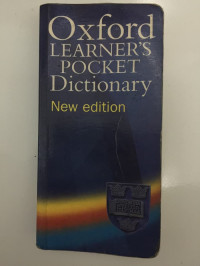 Oxford
LEARNER'S
POCKET
Dictionary
New edition